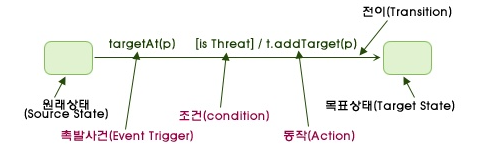 전이(Transition)
targetAt(p) [is Threat] / t.addTarget(p)
원래상태
(Source State)
목표상태(Target State)
조건(condition)
촉발사건(Event Trigger)
동작(Action)